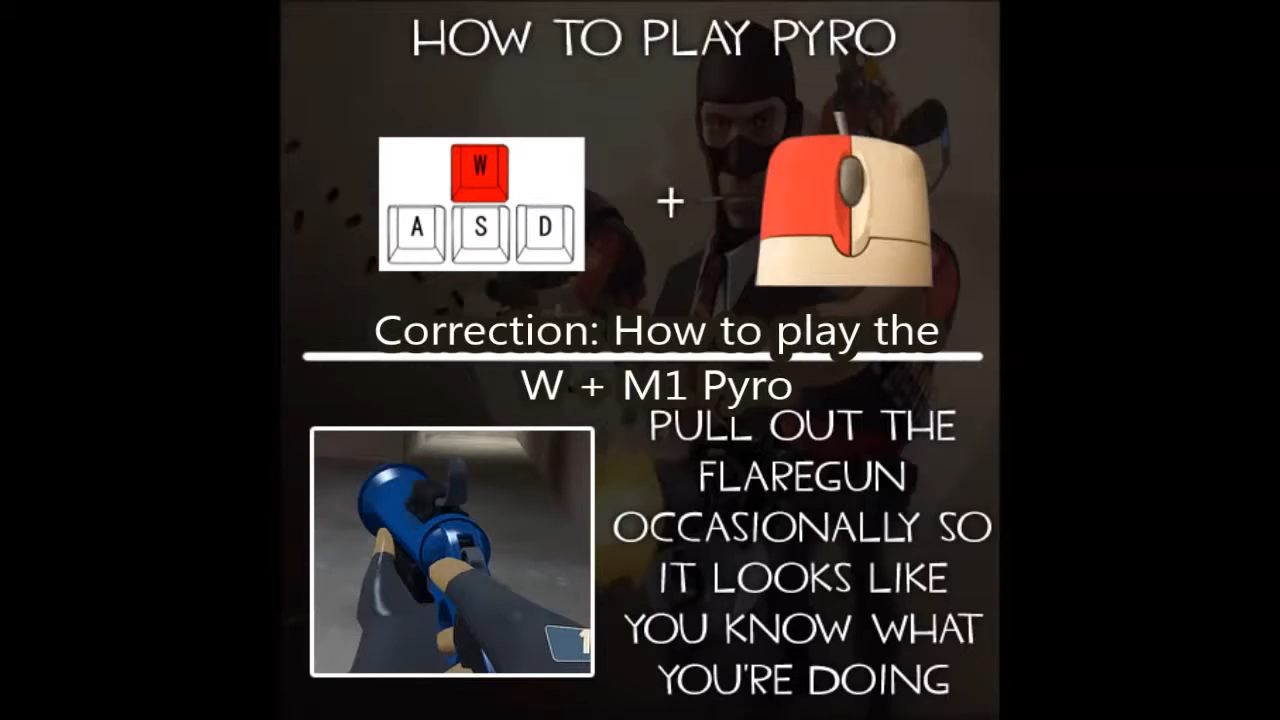 HOW TO PLAY PYRO
W
+
A S D
Correction: How to play the
W + M1 Pyro
PULL OUT THE
FLAREGUN
OCCASIONALLY SO
IT LOOKS LIKE
YOU KNOW WHAT
YOU'RE DOING
1